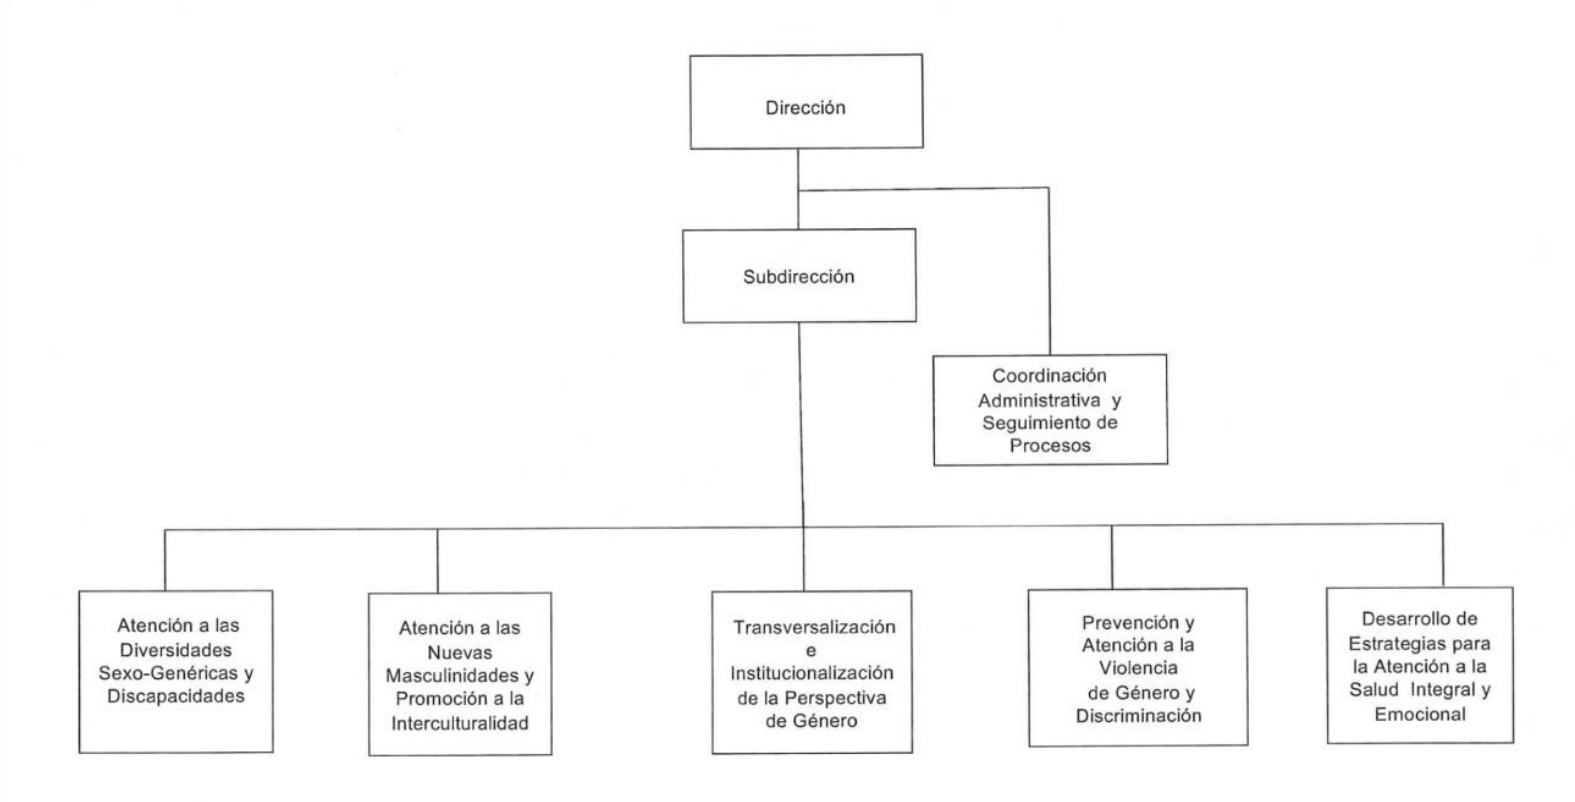 Dirección
Subdirección
Coordinación
Administrativa y
Seguimiento de
Procesos
Atención a las
Diversidades
Sexo-Genéricas y
Discapacidades
Atención a las
Nuevas
Masculinidades y
Promoción a la
Interculturalidad
Transversalización
e
Institucionalización
de la Perspectiva
de Género
Prevención y
Atención a la
Violencia
de Género y
Discriminación
Desarrollo de
Estrategias para
la Atención a la
Salud Integral y
Emocional